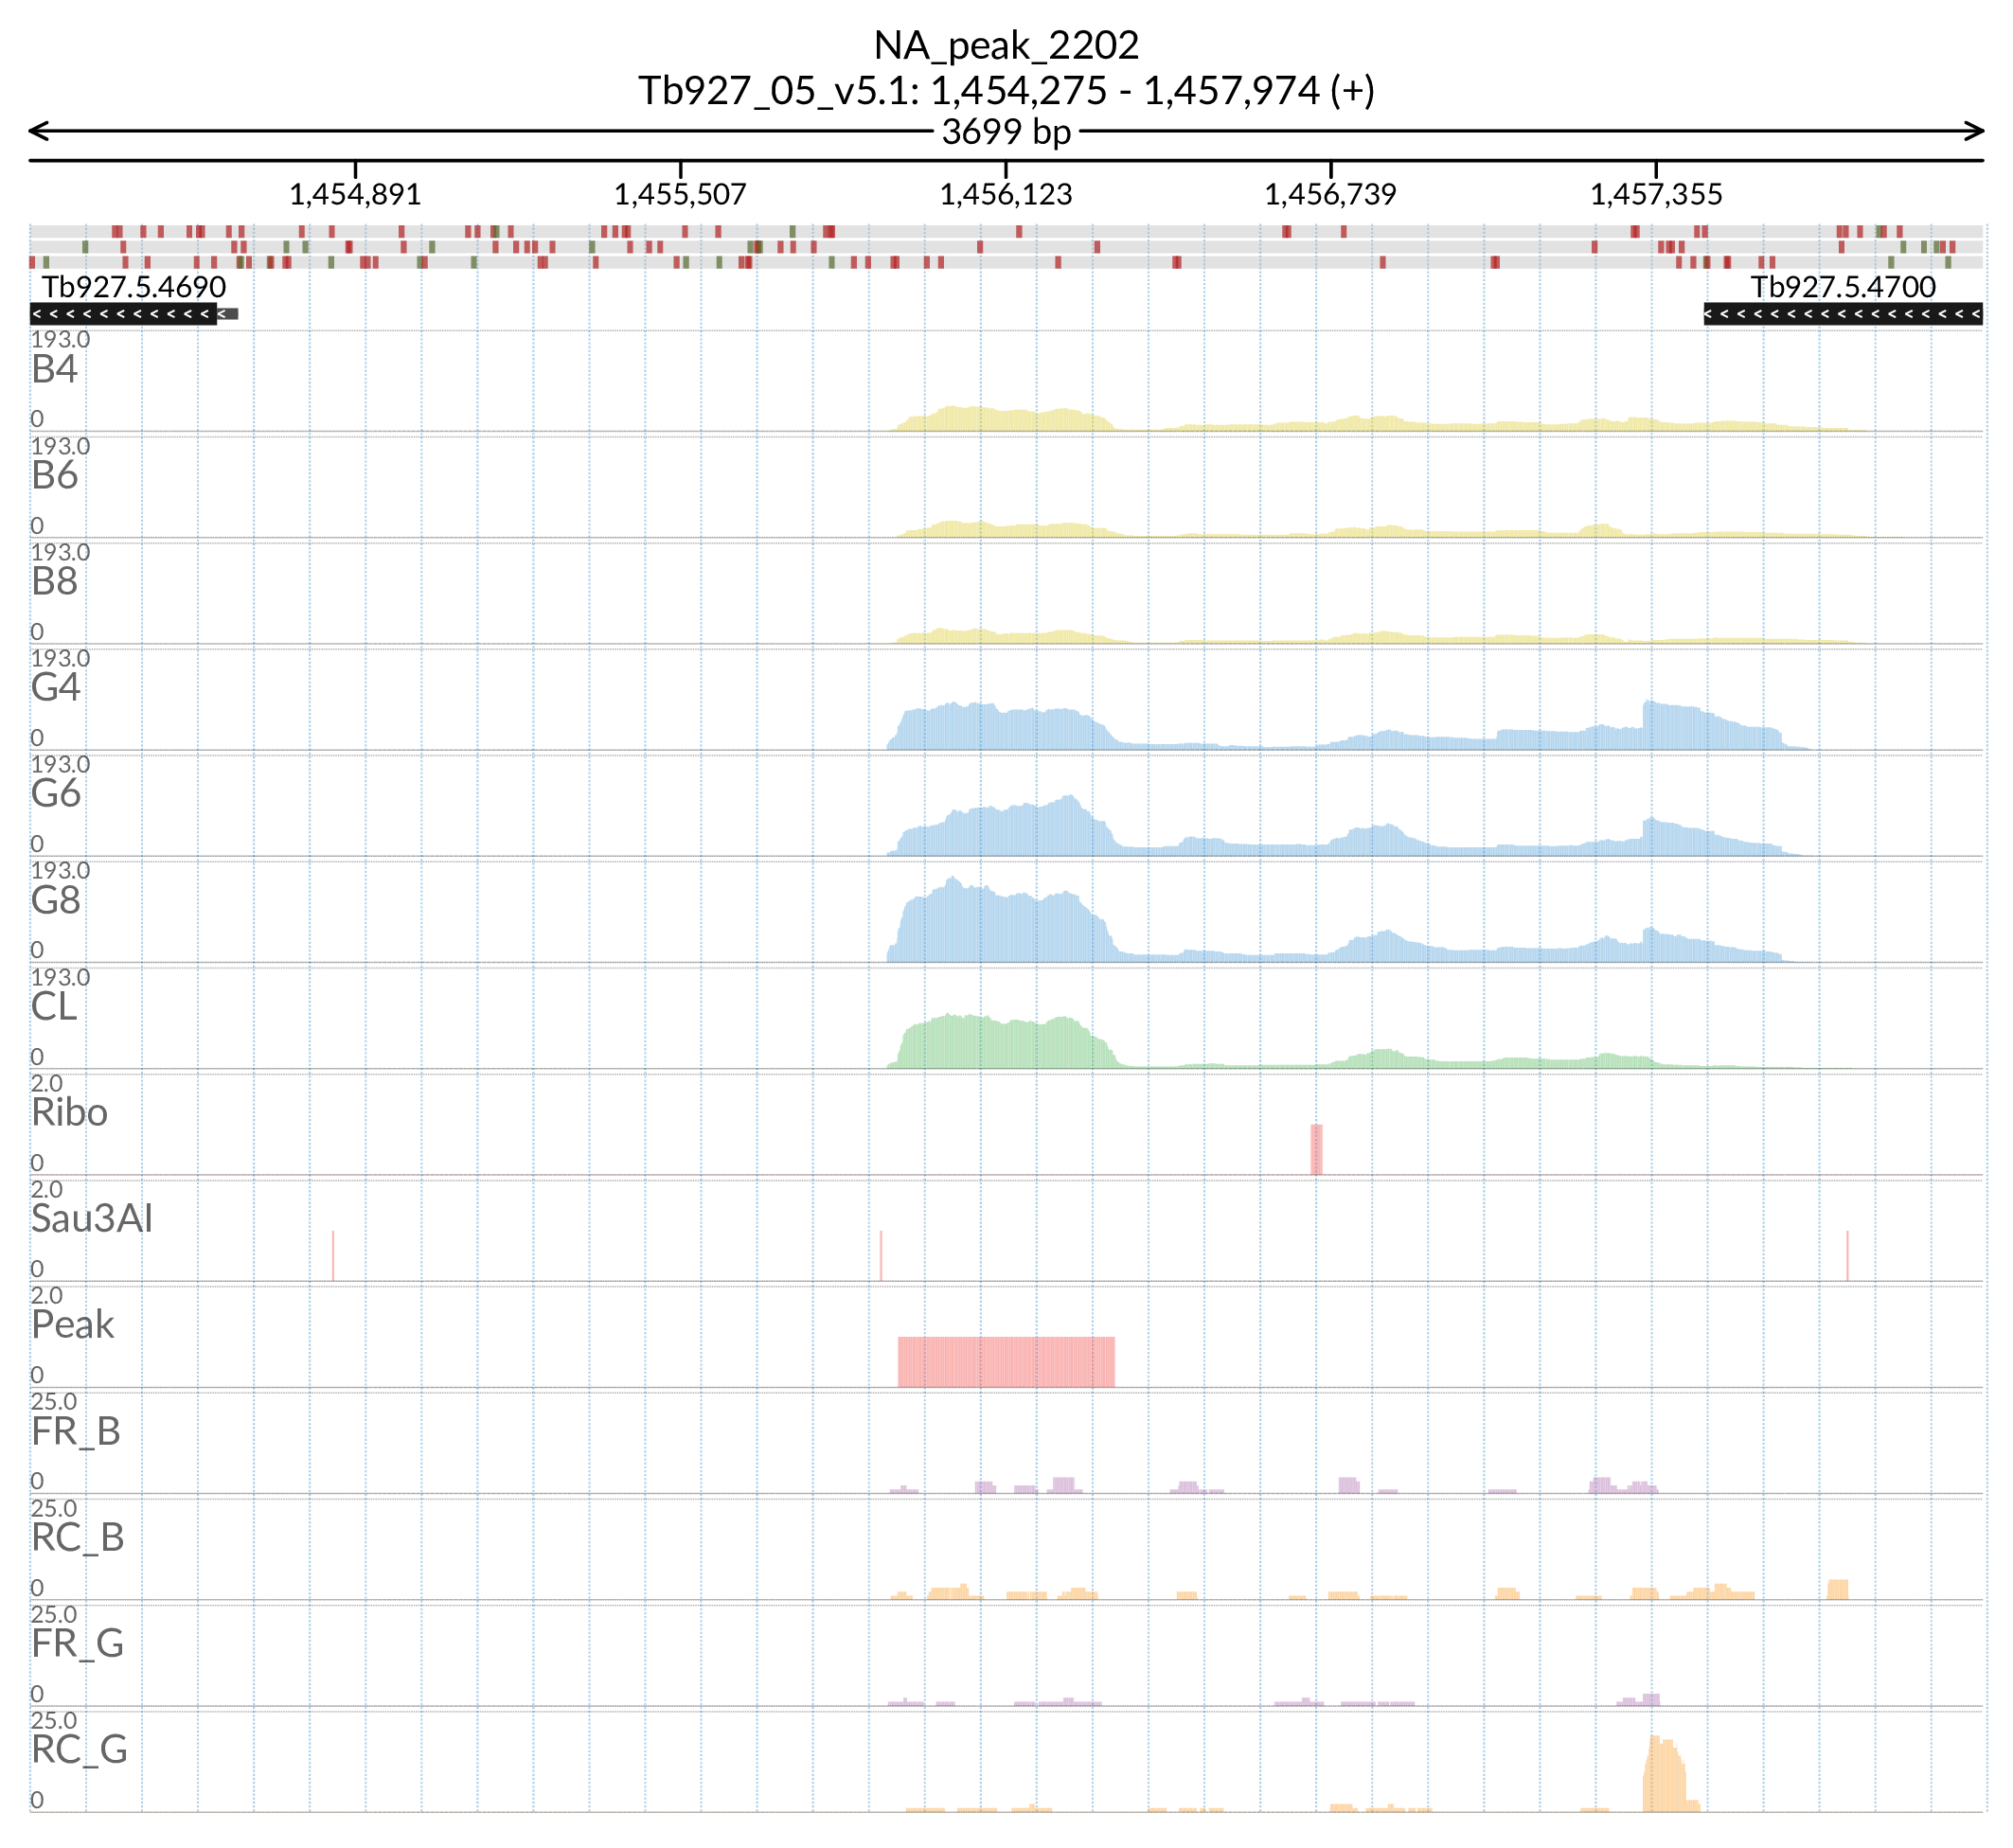 NA_peak_2202
Tb927_05_v5.1: 1,454,275 - 1,457,974 (+)
3699 bp
1,454,891 1,455,507 1,456,123 1,456,739 1,457,355
Tb927.5.4690 Tb927.5.4700
193.0
B4
0
193.0
B6
0
193.0
B8
0
193.0
G4
0
193.0
G6
0
193.0
G8
0
193.0
CL
0
2.0
Ribo
0
2.0
Sau3AI
0
2.0
Peak
0
25.0
FR_B
0
25.0
RC_B
0
25.0
FR_G
0
25.0
RC_G
0